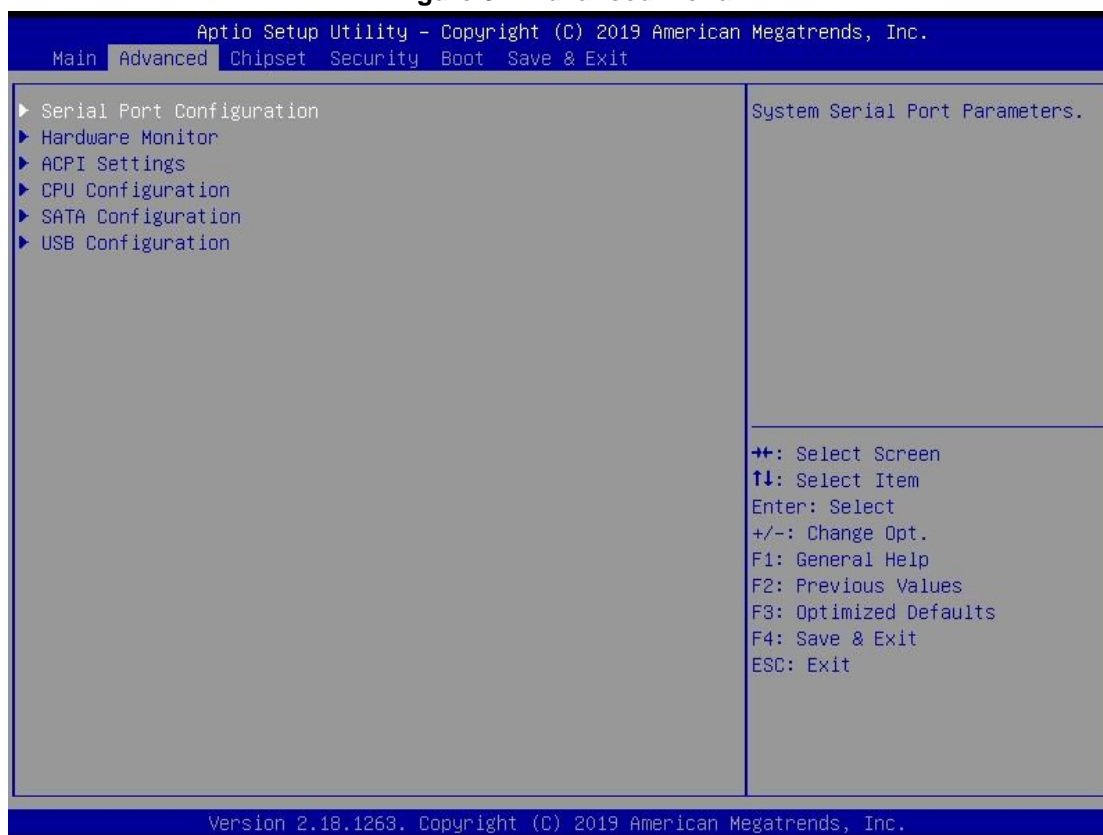 Aptio Setup Utility – Copyright (C) 2019 American Megatrends, Inc.
Main Advanced Chipset Security Boot Save & Exit
▶ Serial Port Configuration
▶ Hardware Monitor
▶ ACPI Settings
▶ CPU Configuration
▶ SATA Configuration
▶ USB Configuration
System Serial Port Parameters.
→←: Select Screen
↑↓: Select Item
Enter: Select
+/-: Change Opt.
F1: General Help
F2: Previous Values
F3: Optimized Defaults
F4: Save & Exit
ESC: Exit
Version 2.18.1263. Copyright (C) 2019 American Megatrends, Inc.